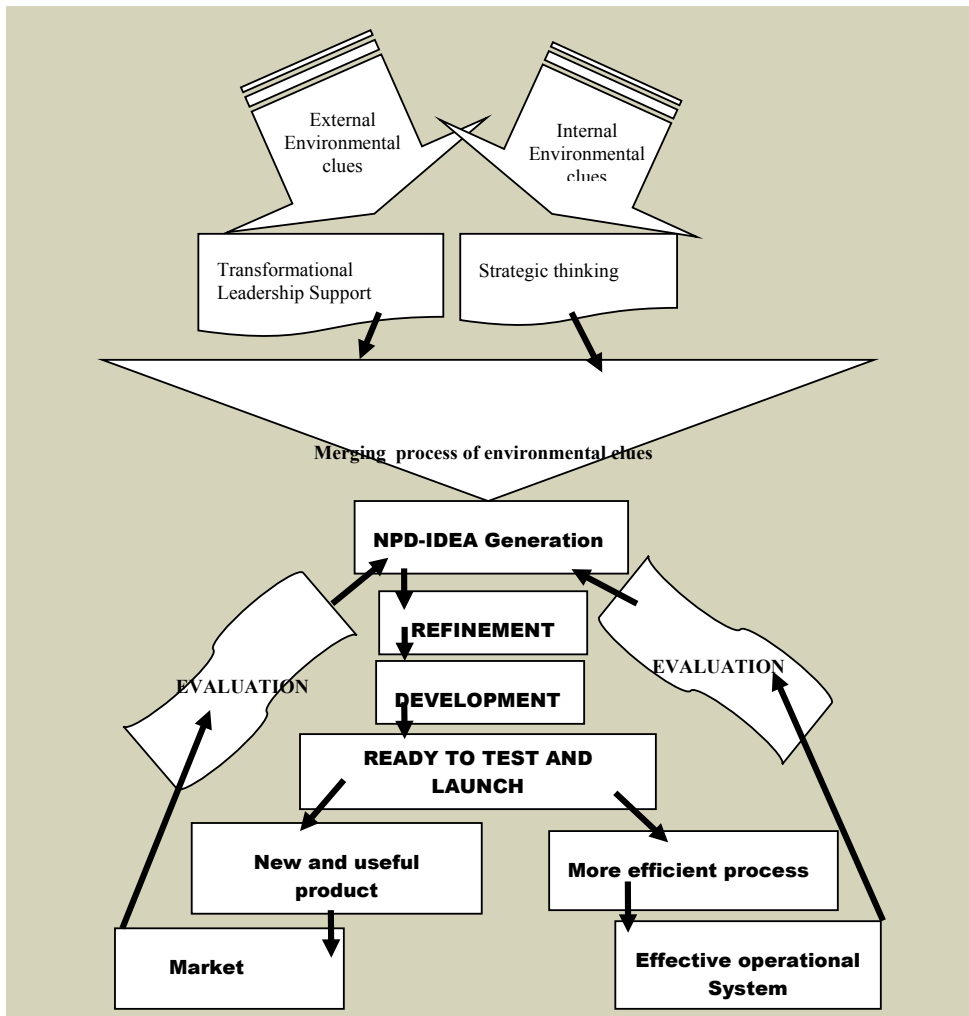 External
Environmental
clues
Internal
Environmental
clues
Transformational
Leadership Support
Strategic thinking
Merging process of environmental clues
NPD-IDEA Generation
REFINEMENT
EVALUATION
EVALUATION
DEVELOPMENT
READY TO TEST AND
LAUNCH
New and useful
product
More efficient process
Market
Effective operational
System